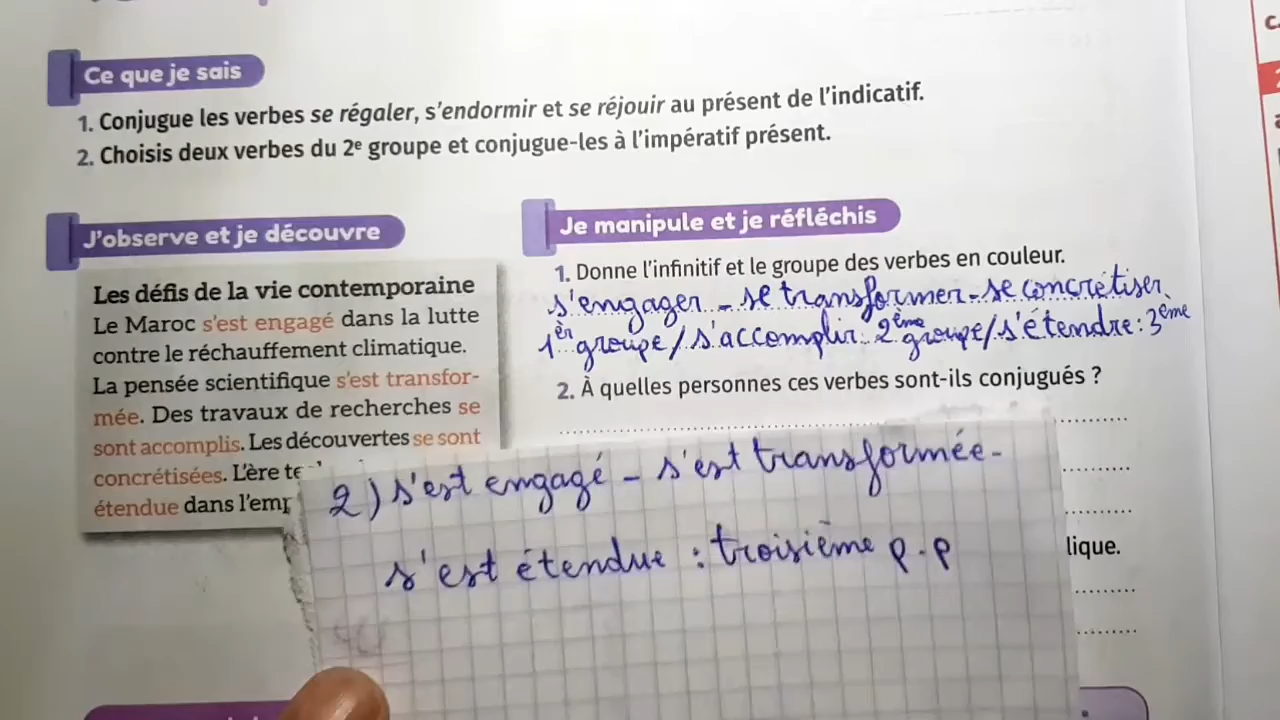 Ce que je sais
1. Conjugue les verbes se régaler, s'endormir et se réjouir au présent de l'indicatif.
2. Choisis deux verbes du 2e groupe et conjugue-les à l'impératif présent.
J'observe et je découvre
Les défis de la vie contemporaine
Le Maroc s'est engagé dans la lutte
contre le réchauffement climatique.
La pensée scientifique s'est transfor-
mée. Des travaux de recherches se
sont accomplis. Les découvertes se sont
concrétisées. L'ère
étendue dans
Je manipule et je réfléchis
1. Donne l'infinitif et le groupe des verbes en couleur.
s'engager - se transformer - se concrétiser
1er groupe / s'accomplir : 2ème groupe / s'étendre : 3ème
2. À quelles personnes ces verbes sont-ils conjugués ?
2) s'est engagé - s'est transformée -
s'est étendue : troisième p.p
lique.